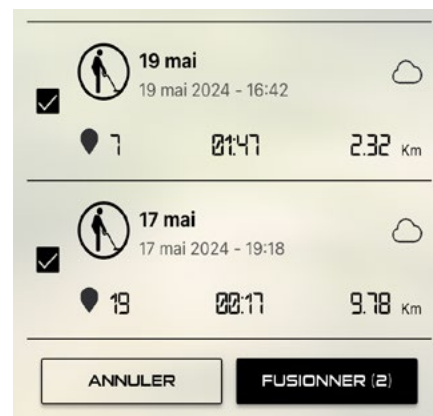 19 mai
19 mai 2024 - 16:42
7 01:47 2.32 Km
17 mai
17 mai 2024 - 19:18
19 00:17 9.78 Km
ANNULER FUSIONNER (2)